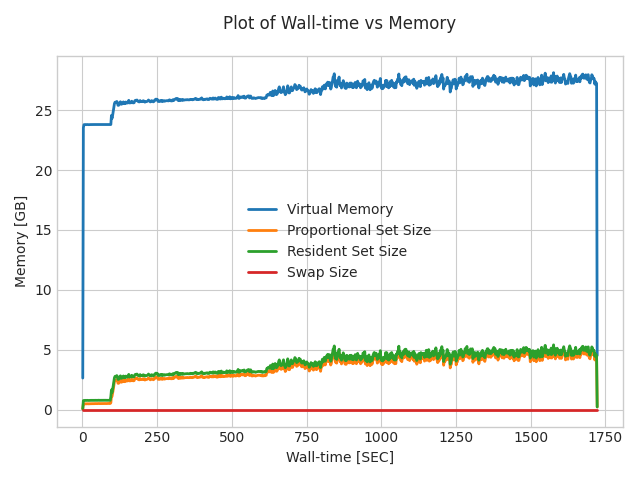 Plot of Wall-time vs Memory
Memory [GB]
25
20
15
10
5
0
Virtual Memory
Proportional Set Size
Resident Set Size
Swap Size
0 250 500 750 1000 1250 1500 1750
Wall-time [SEC]